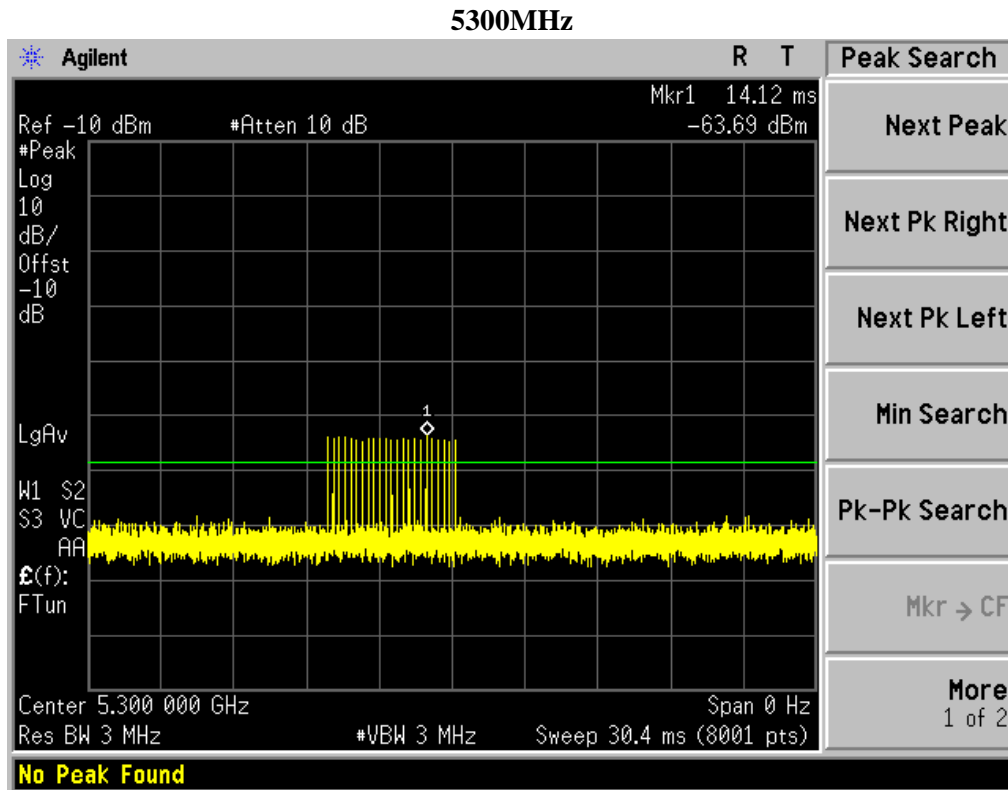 5300MHz
Agilent
R T
Peak Search
Mkr1 14.12 ms
Ref -10 dBm #Atten 10 dB -63.69 dBm
#Peak
Log
10
dB/
Offst
-10
dB
1
LgAv
W1 S2
S3 VC
AA
£(f):
FTun
Center 5.300 000 GHz Span 0 Hz
Res BW 3 MHz #VBW 3 MHz Sweep 30.4 ms (8001 pts)
No Peak Found
Next Peak
Next Pk Right
Next Pk Left
Min Search
Pk-Pk Search
Mkr → CF
More
1 of 2